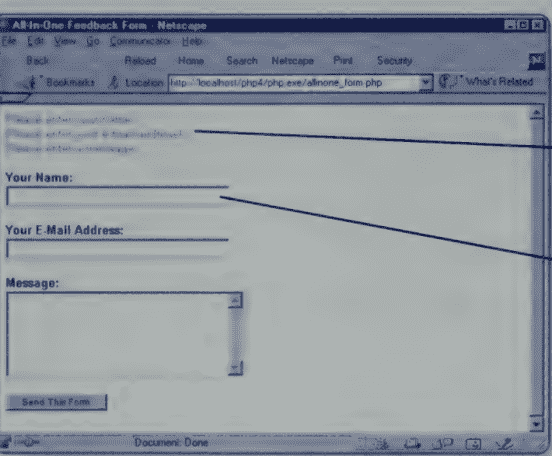 All-In-One Feedback Form - Netscape
File Edit View Go Communicator Help
Back Reload Home Search Netscape Print Security
Bookmarks Location http://localhost/php4/php.exe/allinone_form.php What's Related
Your Name:
Your E-Mail Address:
Message:
Send This Form
Document: Done